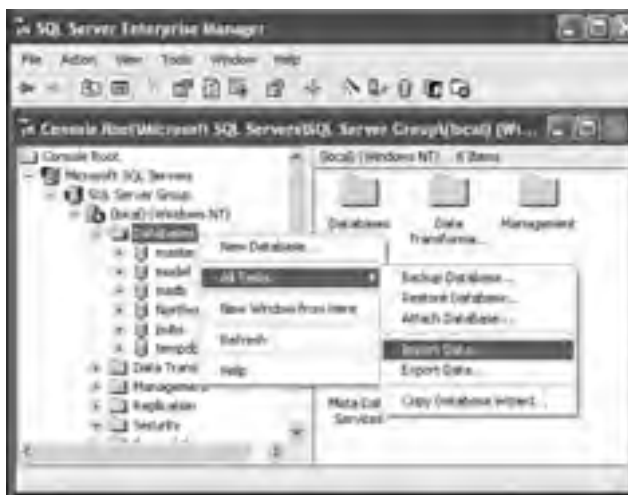 SQL Server Enterprise Manager
File Action View Tools Window Help
Console Root\Microsoft SQL Servers\SQL Server Group\(local) (Wi...
Console Root
Microsoft SQL Servers
SQL Server Group
(local) (Windows NT)
Databases
master
model
msdb
Northw
pubs
tempdb
Data Trans
Management
Replication
Security
(local) (Windows NT) 6 Items
Databases
Data Transforma...
Management
Meta Dat
Services
New Database...
All Tasks
New Window from Here
Refresh
Help
Backup Database...
Restore Database...
Attach Database...
Import Data...
Export Data...
Copy Database Wizard...